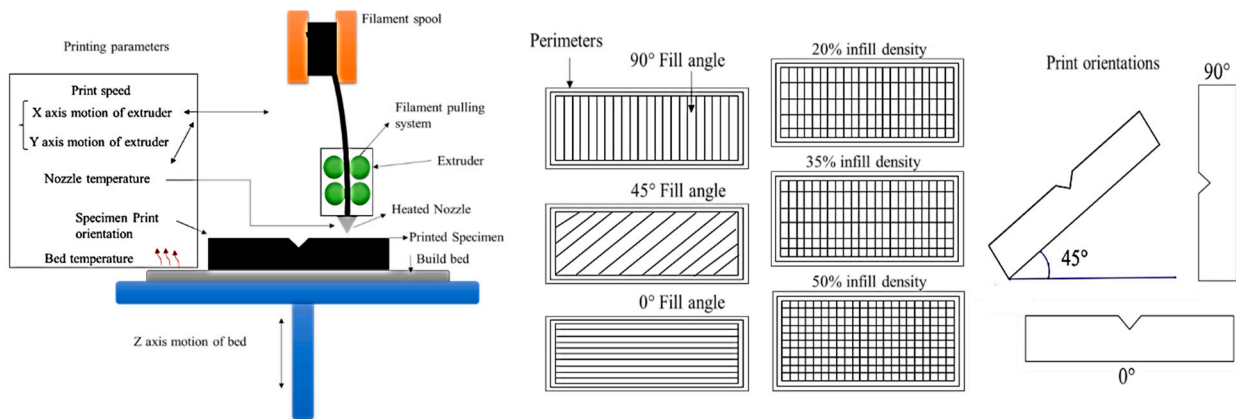 Filament spool
Printing parameters
Print speed
X axis motion of extruder
Y axis motion of extruder
Nozzle temperature
Specimen Print
orientation
Bed temperature
Filament pulling
system
Extruder
Heated Nozzle
Printed Specimen
Build bed
Z axis motion of bed
Perimeters
90° Fill angle
45° Fill angle
0° Fill angle
20% infill density
35% infill density
50% infill density
Print orientations
90°
45°
0°